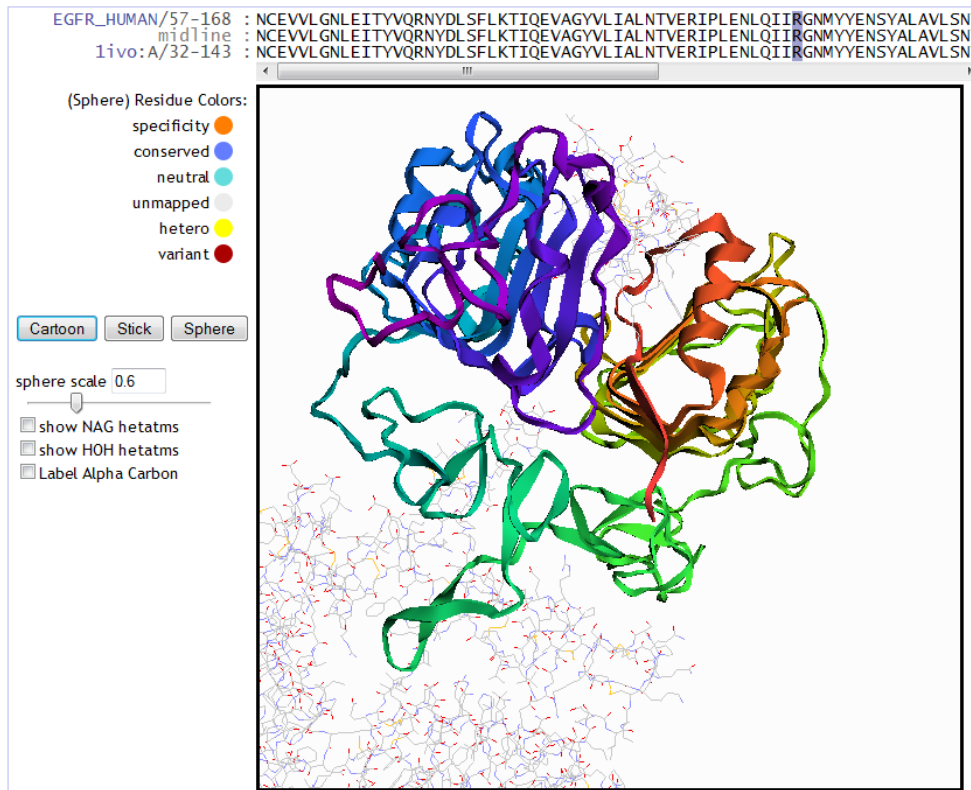 EGFR_HUMAN/57-168 : NCEVVLGNLEITYVQRNYDLSFLKTIQEVAGYVLIALNTVERIPLENLQIIRGNMYYENSYALAVLSN
midline : NCEVVLGNLEITYVQRNYDLSFLKTIQEVAGYVLIALNTVERIPLENLQIIRGNMYYENSYALAVLSN
1ivo:A/32-143 : NCEVVLGNLEITYVQRNYDLSFLKTIQEVAGYVLIALNTVERIPLENLQIIRGNMYYENSYALAVLSN
(Sphere) Residue Colors:
specificity
conserved
neutral
unmapped
hetero
variant
Cartoon Stick Sphere
sphere scale 0.6
show NAG hetatms
show HOH hetatms
Label Alpha Carbon